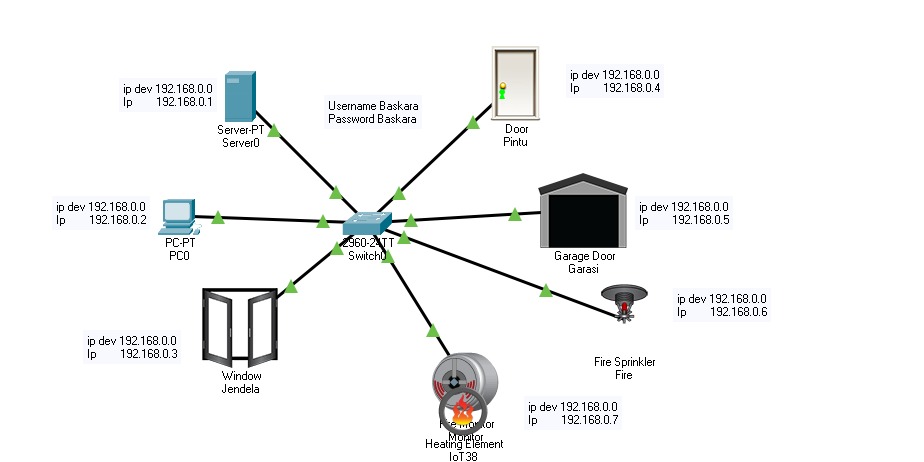 ip dev 192.168.0.0
Ip 192.168.0.1
Server-PT
Server0
Username Baskara
Password Baskara
Door
Pintu
ip dev 192.168.0.0
Ip 192.168.0.4
ip dev 192.168.0.0
Ip 192.168.0.2
PC-PT
PC0
2960-24TT
Switch0
Garage Door
Garasi
ip dev 192.168.0.0
Ip 192.168.0.5
ip dev 192.168.0.0
Ip 192.168.0.6
Fire Sprinkler
Fire
ip dev 192.168.0.0
Ip 192.168.0.3
Window
Jendela
Fire Monitor
Monitor
Heating Element
IoT38
ip dev 192.168.0.0
Ip 192.168.0.7